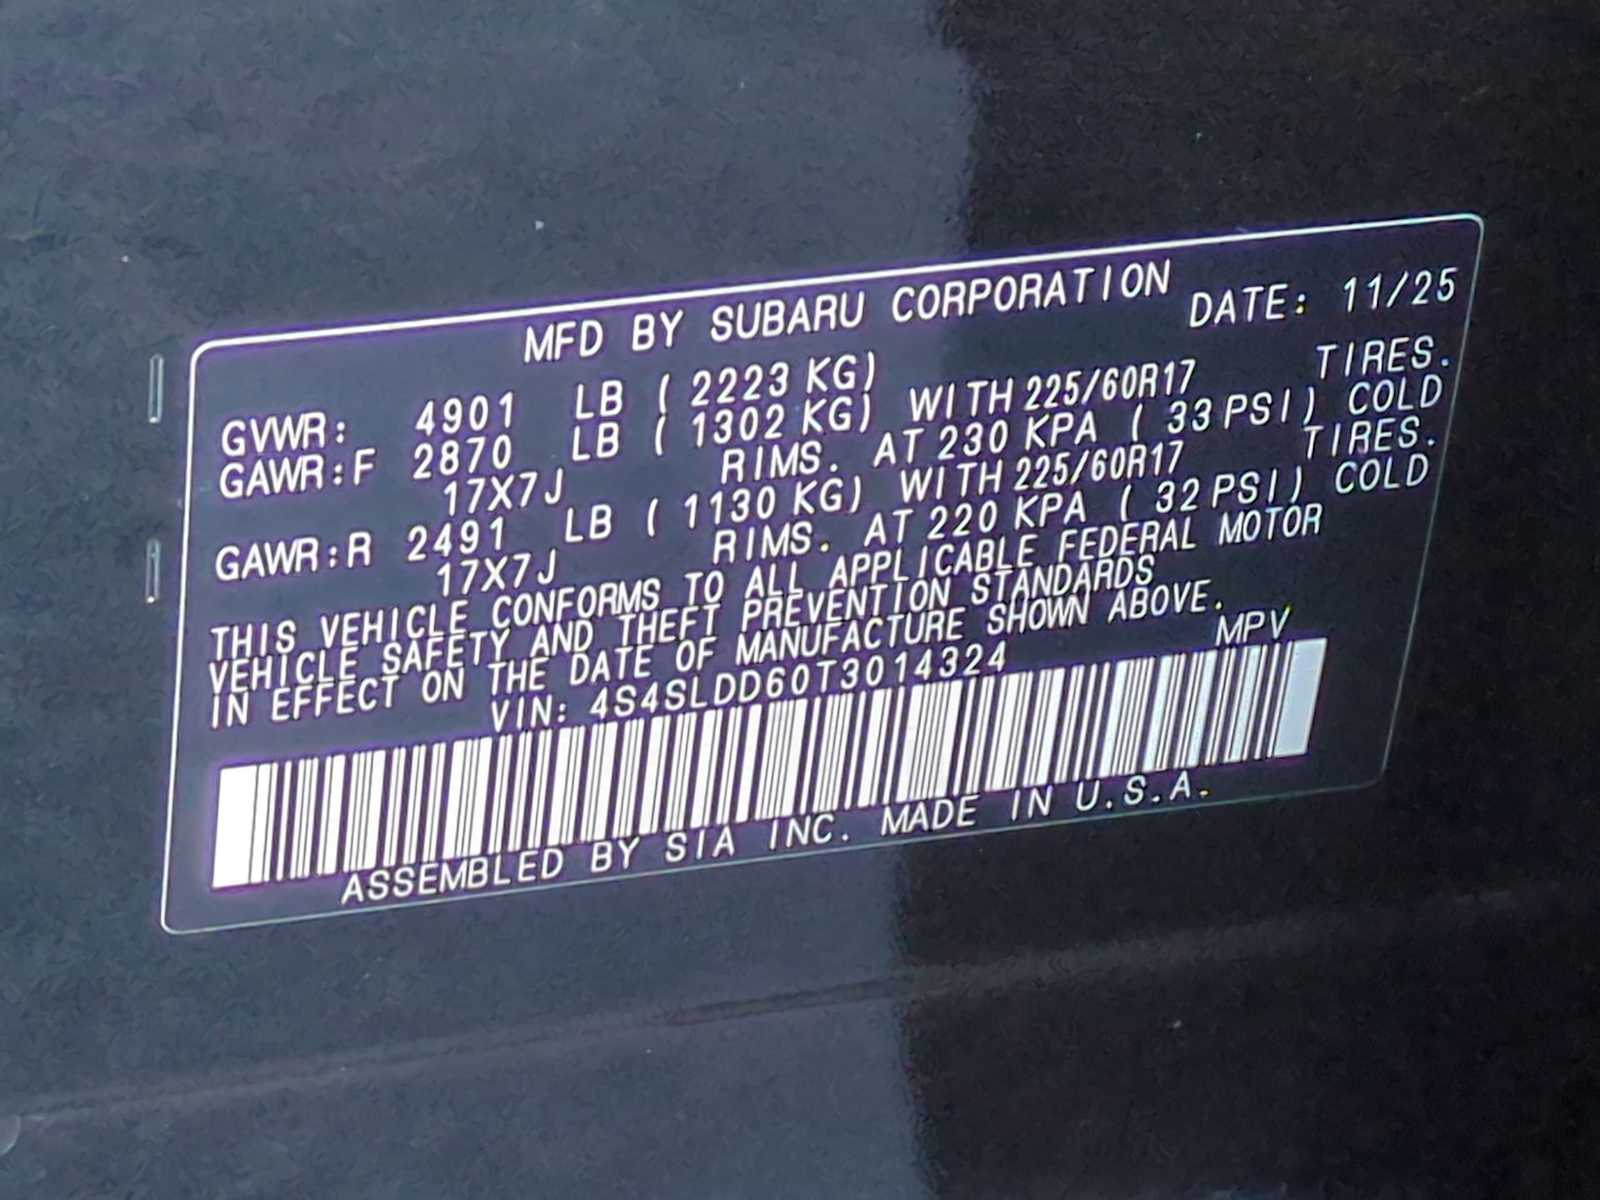 MFD BY SUBARU CORPORATION DATE: 11/25
GVWR: 4901 LB ( 2223 KG)
GAWR:F 2870 LB ( 1302 KG) WITH 225/60R17 TIRES.
17X7J RIMS. AT 230 KPA ( 33 PSI) COLD
GAWR:R 2491 LB ( 1130 KG) WITH 225/60R17 TIRES.
17X7J RIMS. AT 220 KPA ( 32 PSI) COLD
THIS VEHICLE CONFORMS TO ALL APPLICABLE FEDERAL MOTOR
VEHICLE SAFETY AND THEFT PREVENTION STANDARDS
IN EFFECT ON THE DATE OF MANUFACTURE SHOWN ABOVE.
VIN: 4S4SLDD60T3014324 MPV
ASSEMBLED BY SIA INC. MADE IN U.S.A.